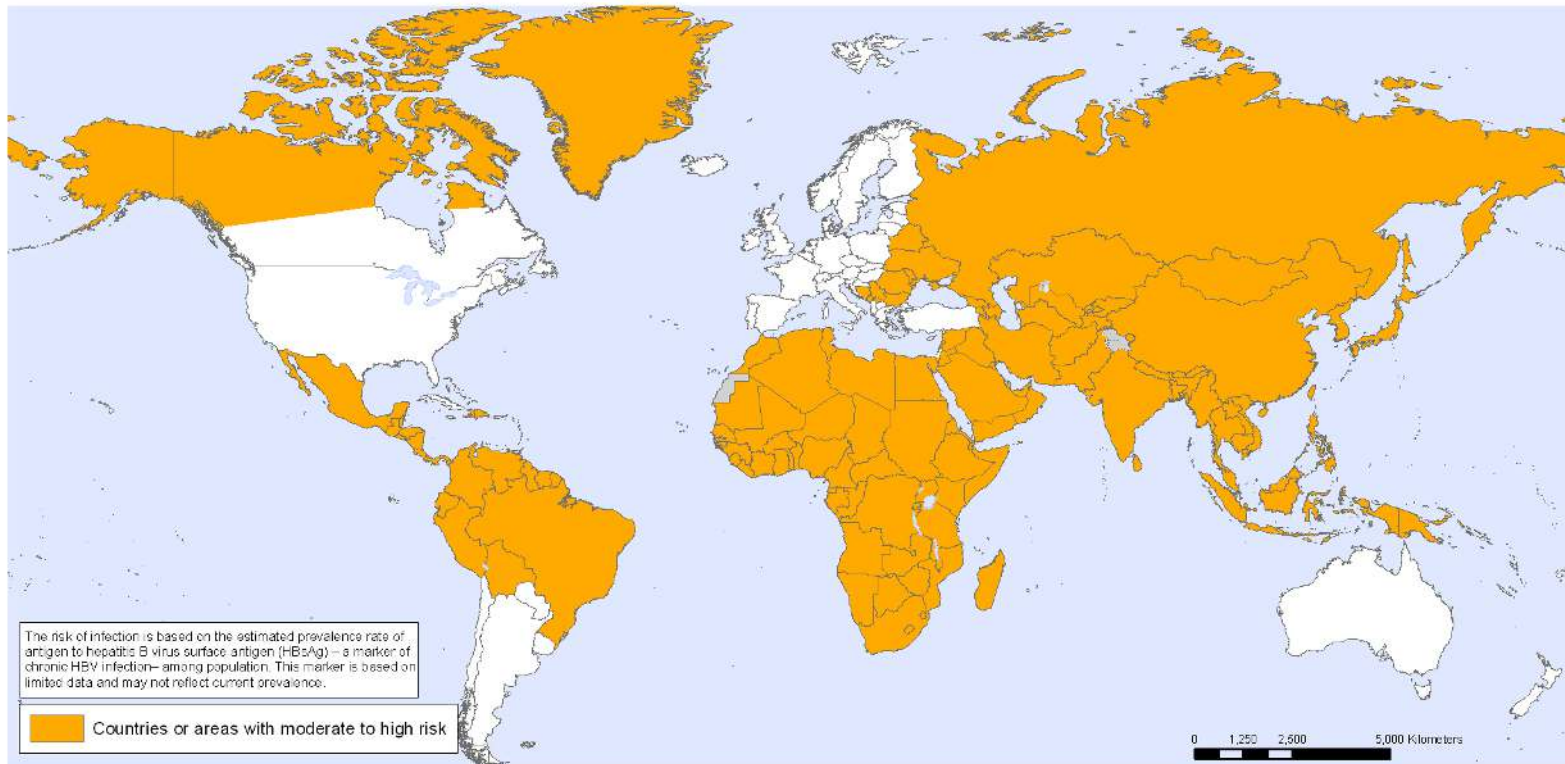 The risk of infection is based on the estimated prevalence rate of
antigen to hepatitis B virus surface antigen (HBsAg) – a marker of
chronic HBV infection– among population. This marker is based on
limited data and may not reflect current prevalence.
Countries or areas with moderate to high risk
0 1,250 2,500 5,000 Kilometers